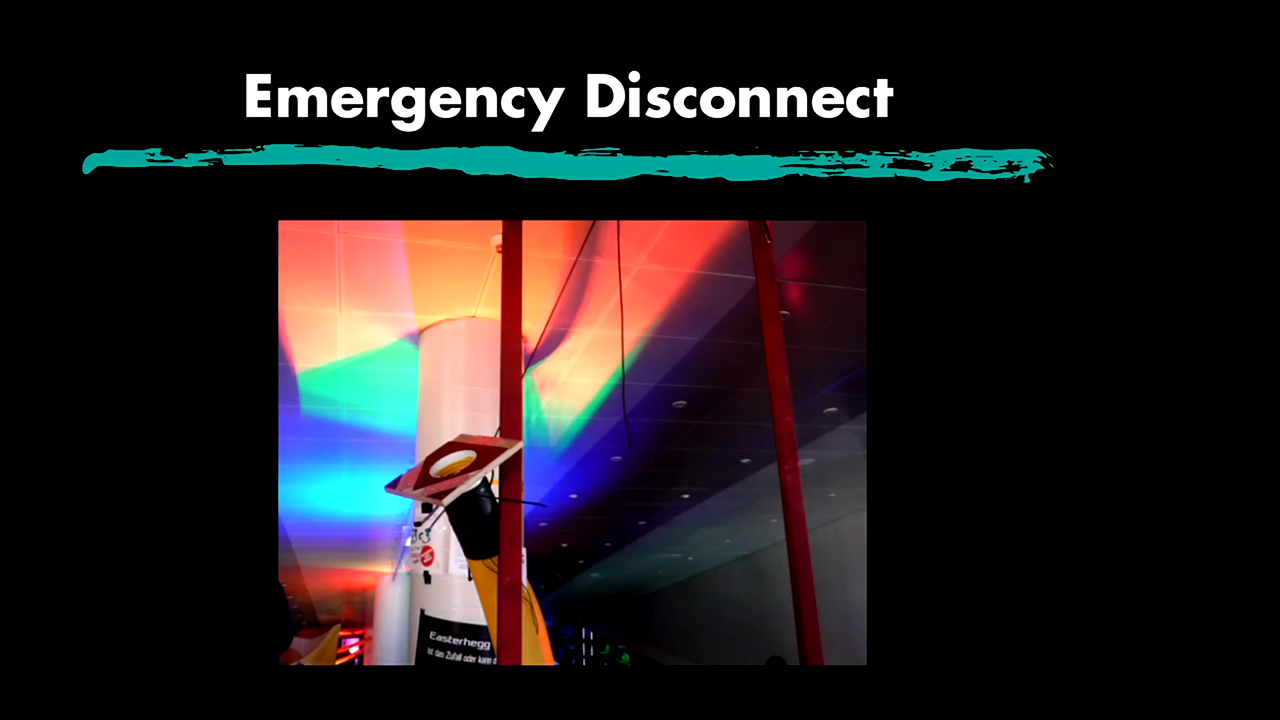 Emergency Disconnect
Easterhegg
Ist das Zufall oder kann d